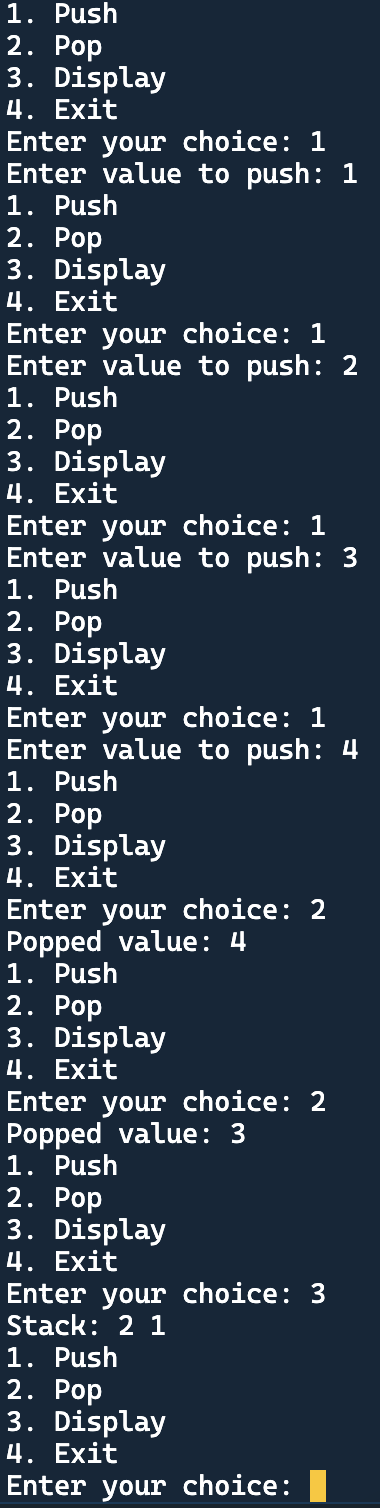 1. Push
2. Pop
3. Display
4. Exit
Enter your choice: 1
Enter value to push: 1
1. Push
2. Pop
3. Display
4. Exit
Enter your choice: 1
Enter value to push: 2
1. Push
2. Pop
3. Display
4. Exit
Enter your choice: 1
Enter value to push: 3
1. Push
2. Pop
3. Display
4. Exit
Enter your choice: 1
Enter value to push: 4
1. Push
2. Pop
3. Display
4. Exit
Enter your choice: 2
Popped value: 4
1. Push
2. Pop
3. Display
4. Exit
Enter your choice: 2
Popped value: 3
1. Push
2. Pop
3. Display
4. Exit
Enter your choice: 3
Stack: 2 1
1. Push
2. Pop
3. Display
4. Exit
Enter your choice: